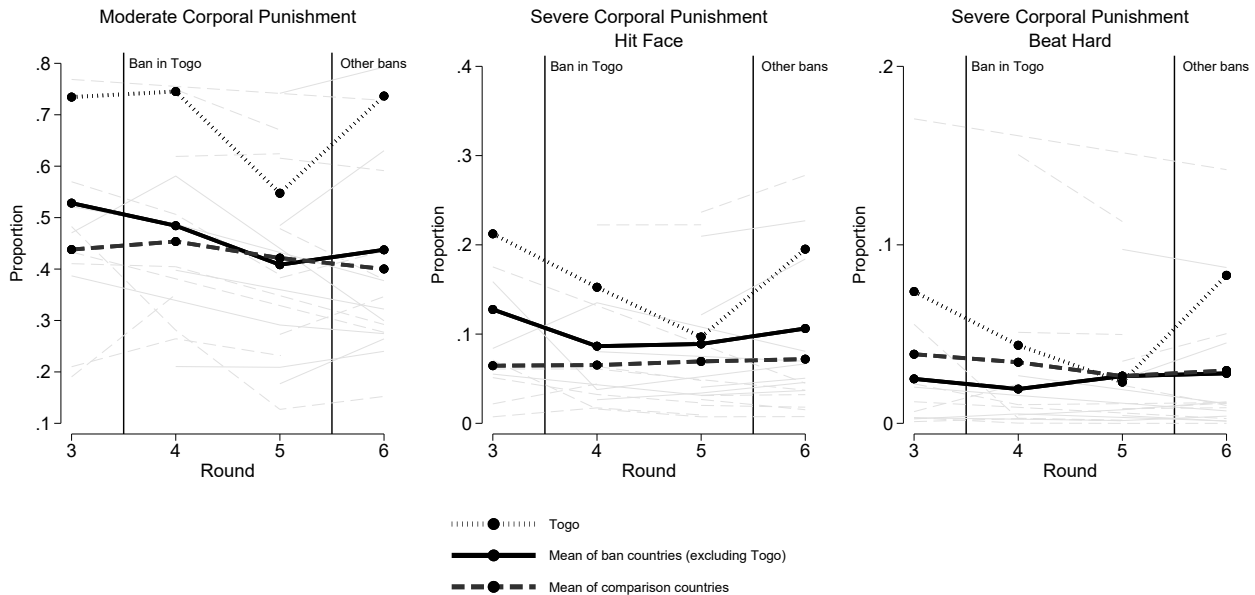 Moderate Corporal Punishment
Proportion
.8
.7
.6
.5
.4
.3
.2
.1
Ban in Togo
Other bans
3 4 5 6
Round
Severe Corporal Punishment
Hit Face
Proportion
.4
.3
.2
.1
0
Ban in Togo
Other bans
3 4 5 6
Round
Severe Corporal Punishment
Beat Hard
Proportion
.2
.1
0
Ban in Togo
Other bans
3 4 5 6
Round
Togo
Mean of ban countries (excluding Togo)
Mean of comparison countries